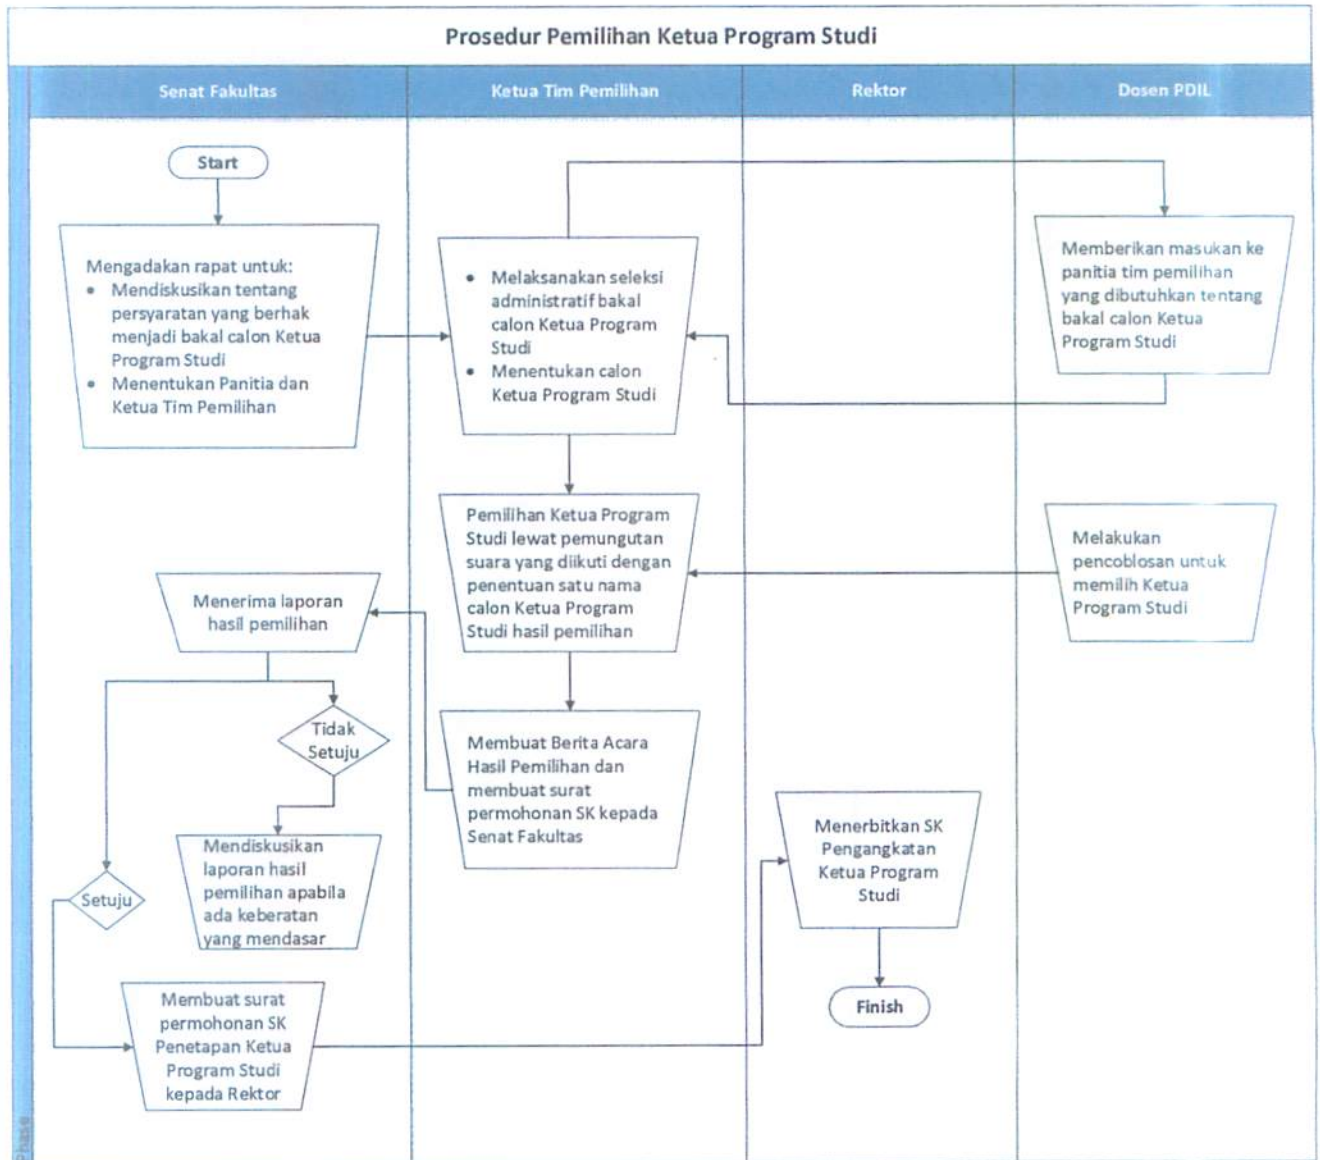 Prosedur Pemilihan Ketua Program Studi
Senat Fakultas
Ketua Tim Pemilihan
Rektor
Dosen PDIL
Start
Mengadakan rapat untuk:
• Mendiskusikan tentang
persyaratan yang berhak
menjadi bakal calon Ketua
Program Studi
• Menentukan Panitia dan
Ketua Tim Pemilihan
• Melaksanakan seleksi
administratif bakal
calon Ketua Program
Studi
• Menentukan calon
Ketua Program Studi
Memberikan masukan ke
panitia tim pemilihan
yang dibutuhkan tentang
bakal calon Ketua
Program Studi
Pemilihan Ketua Program
Studi lewat pemungutan
suara yang diikuti dengan
penentuan satu nama
calon Ketua Program
Studi hasil pemilihan
Melakukan
pencoblosan untuk
memilih Ketua
Program Studi
Menerima laporan
hasil pemilihan
Tidak
Setuju
Membuat Berita Acara
Hasil Pemilihan dan
membuat surat
permohonan SK kepada
Senat Fakultas
Mendiskusikan
laporan hasil
pemilihan apabila
ada keberatan
yang mendasar
Setuju
Menerbitkan SK
Pengangkatan
Ketua Program
Studi
Membuat surat
permohonan SK
Penetapan Ketua
Program Studi
kepada Rektor
Finish
Phase